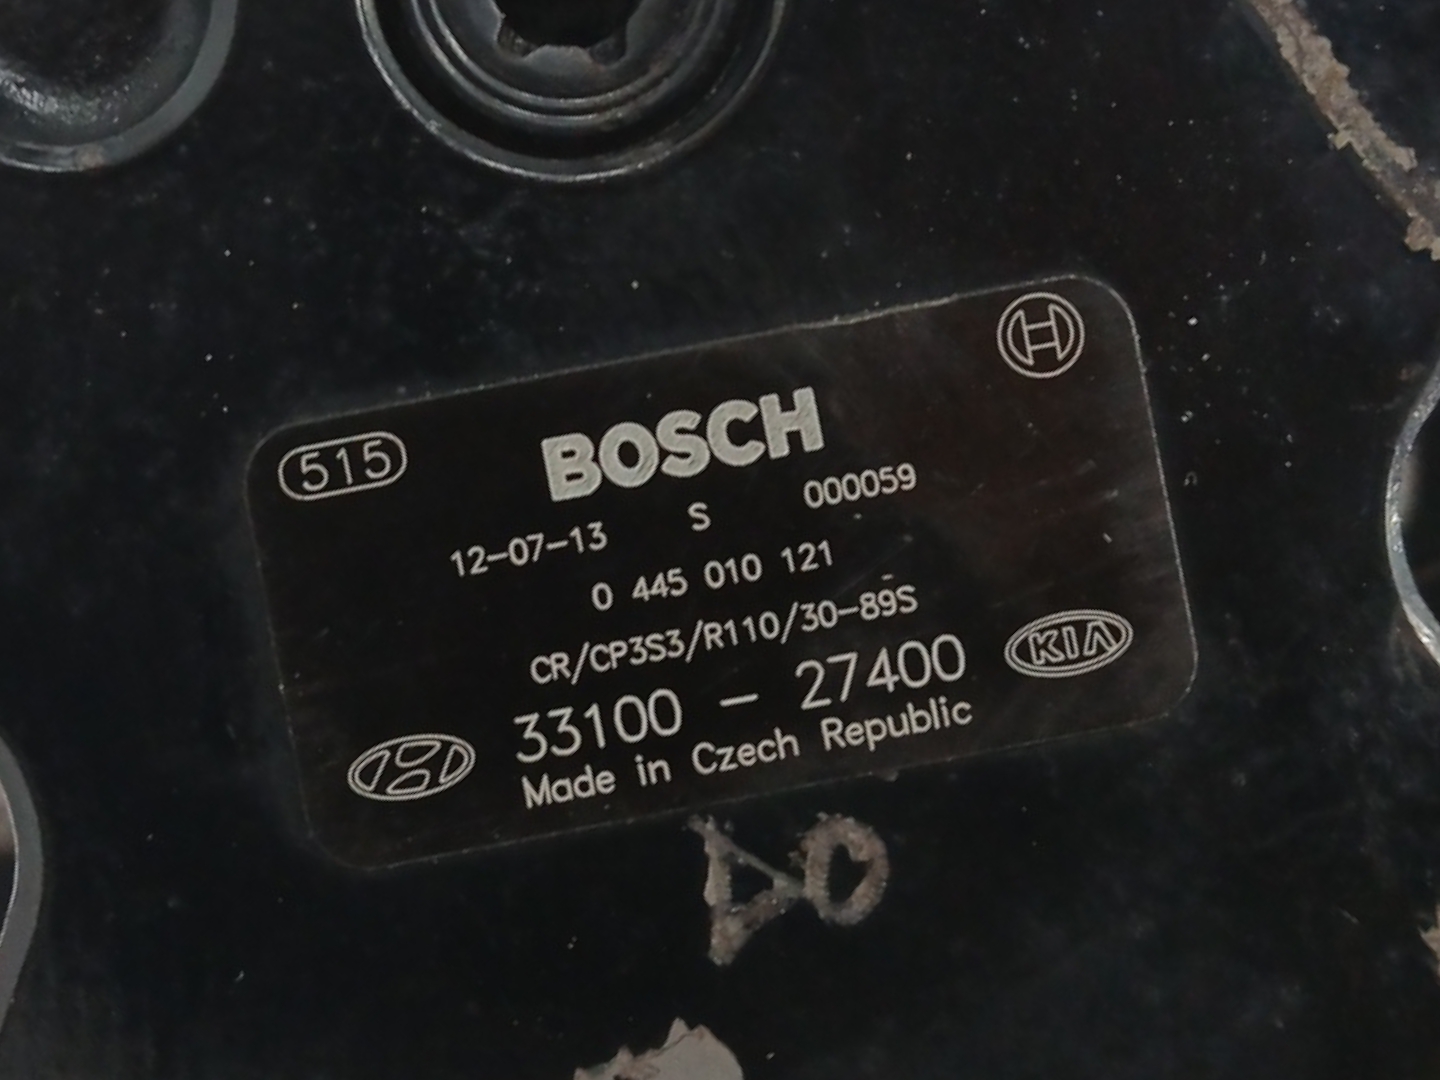 515
BOSCH
12-07-13 S 000059
0 445 010 121
CR/CP3S3/R110/30-89S
33100 - 27400
KIA
Made in Czech Republic